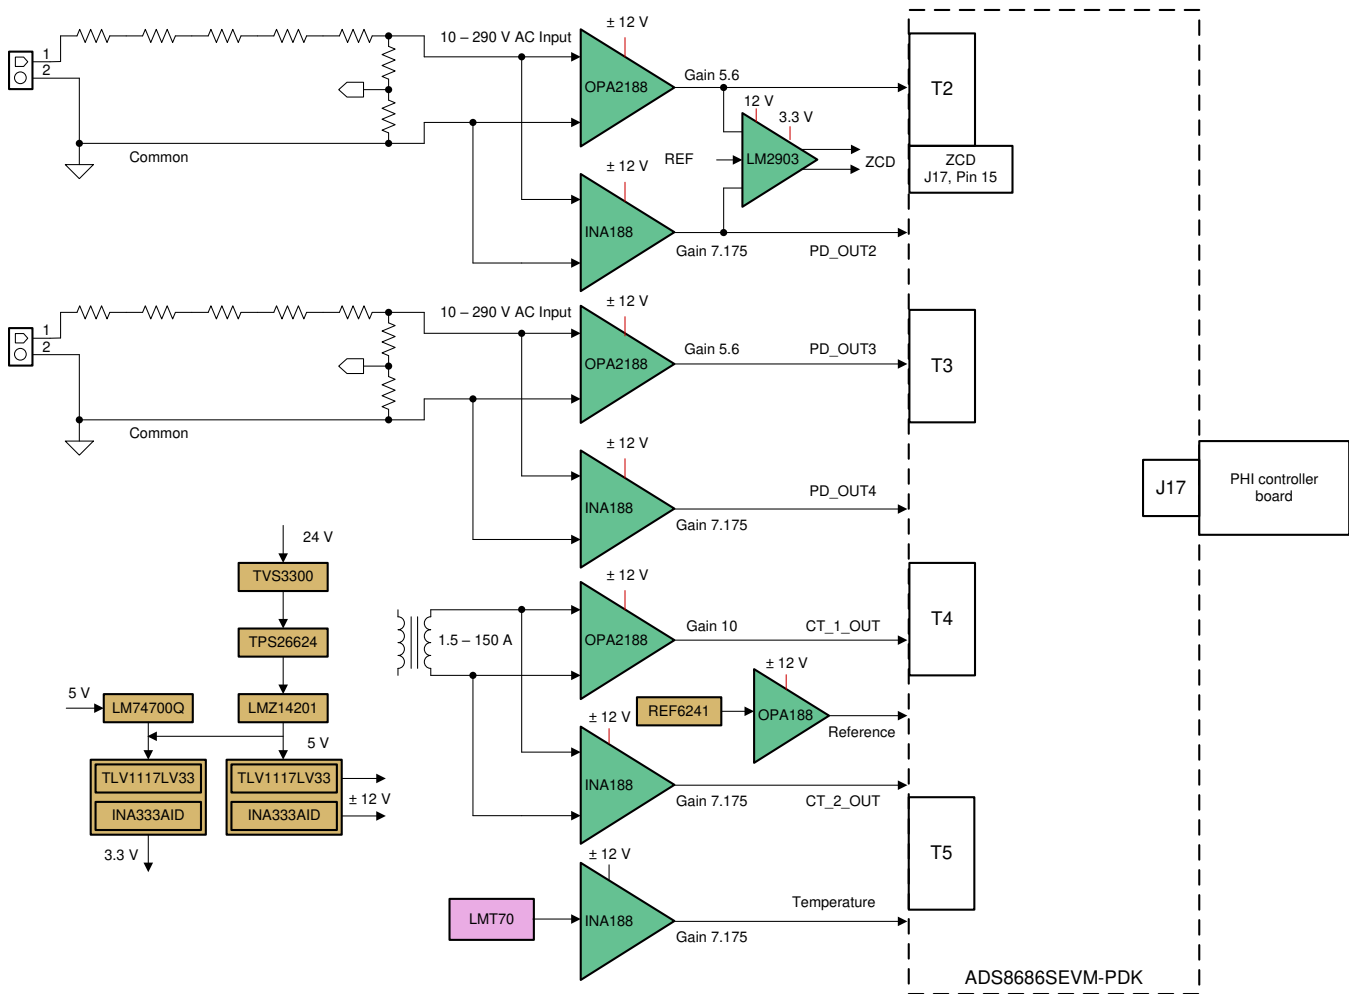 ± 12 V
10 – 290 V AC Input
1
2
OPA2188
Gain 5.6
T2
12 V
3.3 V
REF
LM2903
ZCD
ZCD
J17, Pin 15
Common
± 12 V
INA188
Gain 7.175
PD_OUT2
± 12 V
10 – 290 V AC Input
1
2
OPA2188
Gain 5.6
PD_OUT3
T3
Common
± 12 V
INA188
Gain 7.175
PD_OUT4
J17
PHI controller
board
24 V
TVS3300
TPS26624
5 V
LM74700Q
LMZ14201
5 V
TLV1117LV33
INA333AID
TLV1117LV33
INA333AID
± 12 V
3.3 V
± 12 V
1.5 – 150 A
OPA2188
Gain 10
CT_1_OUT
T4
± 12 V
REF6241
OPA188
Reference
± 12 V
INA188
Gain 7.175
CT_2_OUT
T5
± 12 V
LMT70
INA188
Gain 7.175
Temperature
ADS8686SEVM-PDK